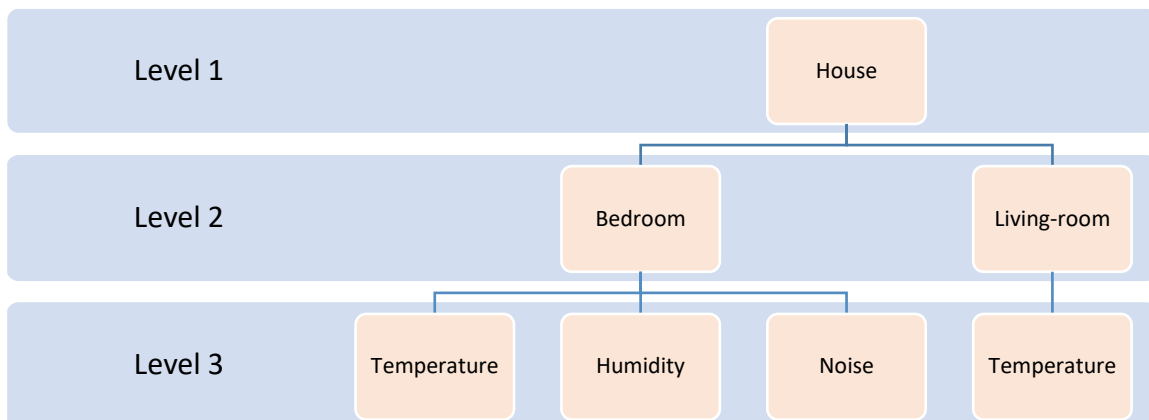 Level 1
House
Level 2
Bedroom
Living-room
Level 3
Temperature
Humidity
Noise
Temperature